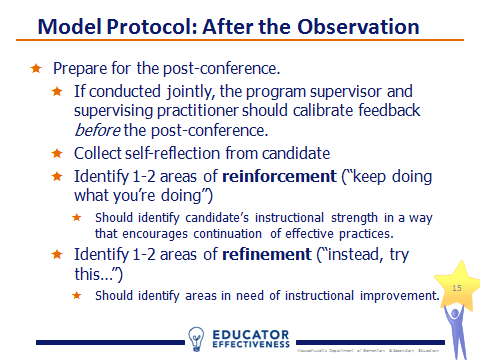 Model Protocol: After the Observation
Prepare for the post-conference.
If conducted jointly, the program supervisor and
supervising practitioner should calibrate feedback
before the post-conference.
Collect self-reflection from candidate
Identify 1-2 areas of reinforcement (“keep doing
what you’re doing”)
Should identify candidate’s instructional strength in a way
that encourages continuation of effective practices.
Identify 1-2 areas of refinement (“instead, try
this…”)
Should identify areas in need of instructional improvement.
15
EDUCATOR
EFFECTIVENESS
Massachusetts Department of Elementary & Secondary Education